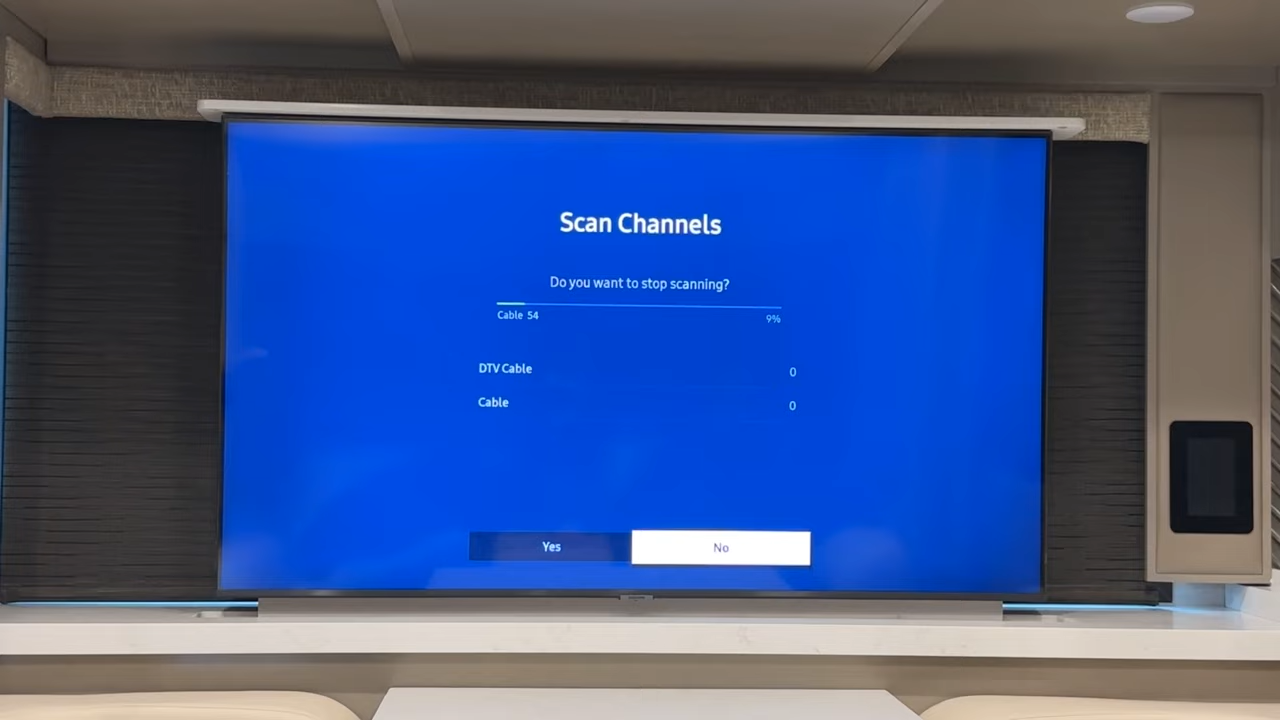 Scan Channels
Do you want to stop scanning?
Cable 54 9%
DTV Cable 0
Cable 0
Yes No